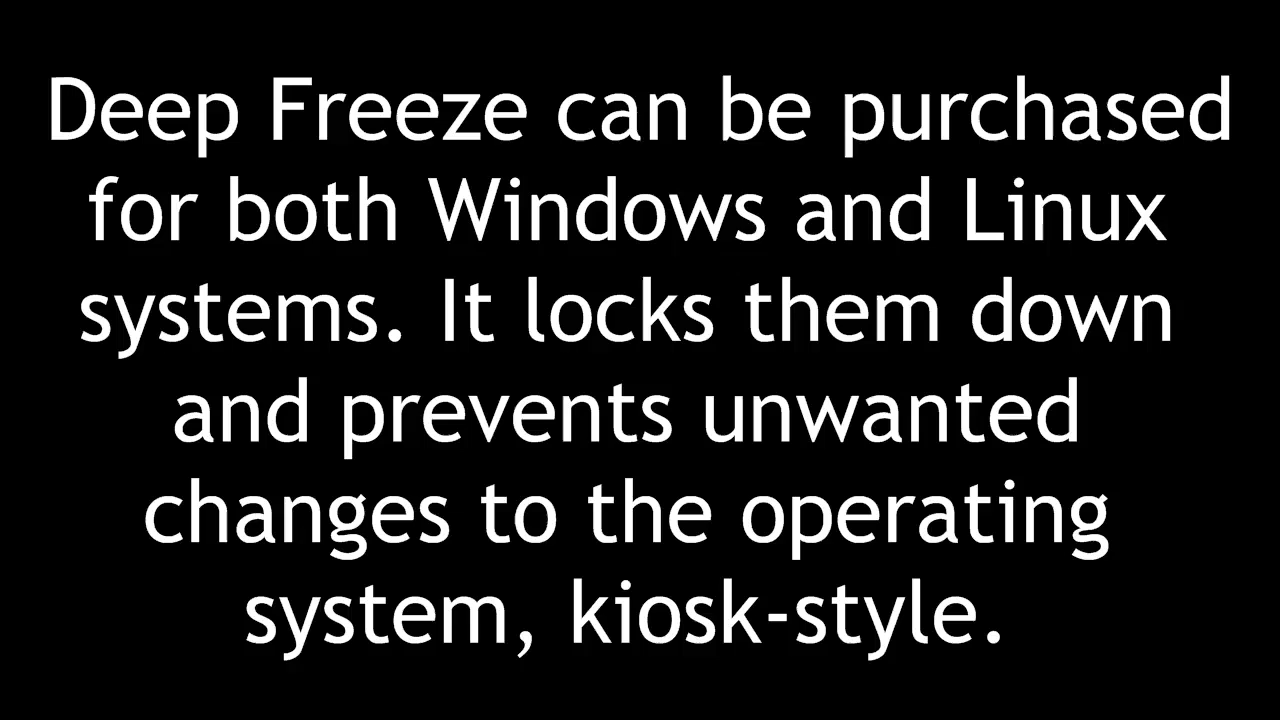 Deep Freeze can be purchased
for both Windows and Linux
systems. It locks them down
and prevents unwanted
changes to the operating
system, kiosk-style.